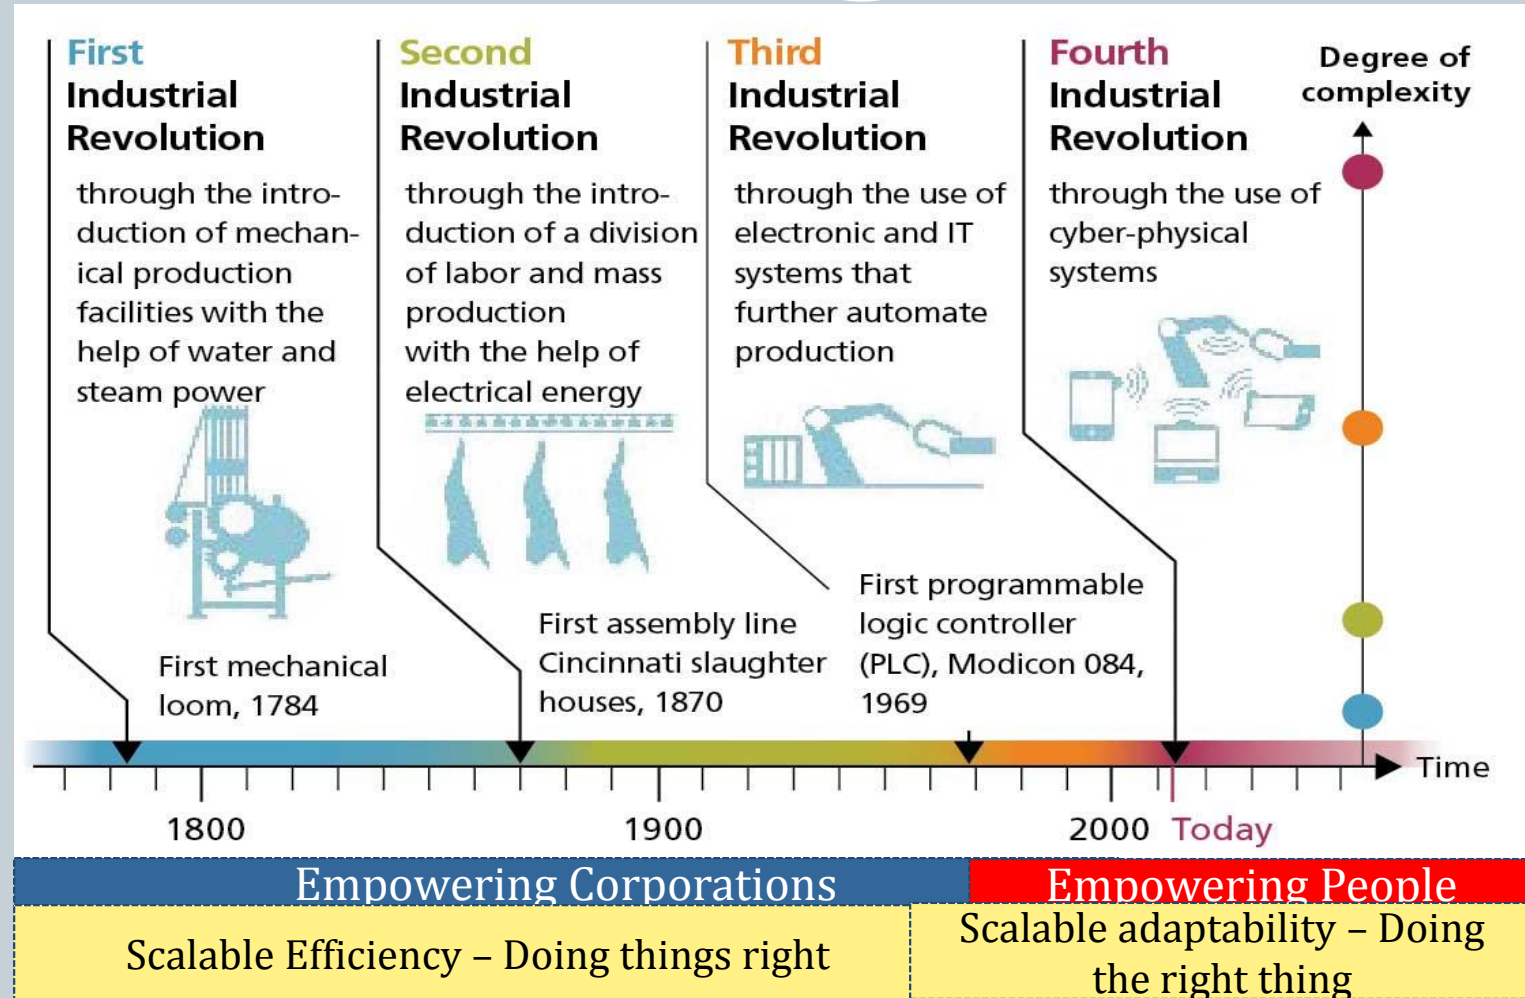 First
Industrial
Revolution
through the intro-
duction of mechan-
ical production
facilities with the
help of water and
steam power
First mechanical
loom, 1784
Second
Industrial
Revolution
through the intro-
duction of a division
of labor and mass
production
with the help of
electrical energy
First assembly line
Cincinnati slaughter
houses, 1870
Third
Industrial
Revolution
through the use of
electronic and IT
systems that
further automate
production
First programmable
logic controller
(PLC), Modicon 084,
1969
Fourth
Industrial
Revolution
through the use of
cyber-physical
systems
Degree of
complexity
Time
1800
1900
2000
Today
Empowering Corporations
Empowering People
Scalable Efficiency – Doing things right
Scalable adaptability – Doing
the right thing